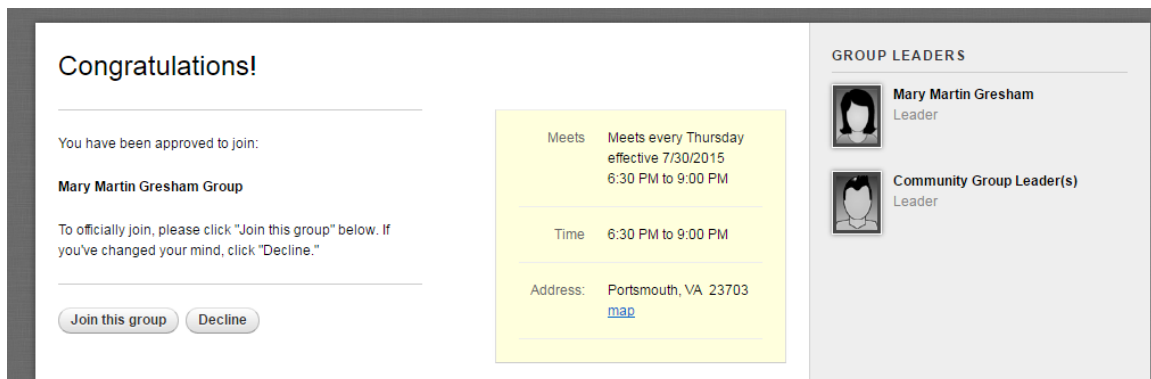 Congratulations!
You have been approved to join:
Mary Martin Gresham Group
To officially join, please click "Join this group" below. If
you've changed your mind, click "Decline."
Join this group
Decline
Meets
Meets every Thursday
effective 7/30/2015
6:30 PM to 9:00 PM
Time
6:30 PM to 9:00 PM
Address:
Portsmouth, VA 23703
map
GROUP LEADERS
Mary Martin Gresham
Leader
Community Group Leader(s)
Leader